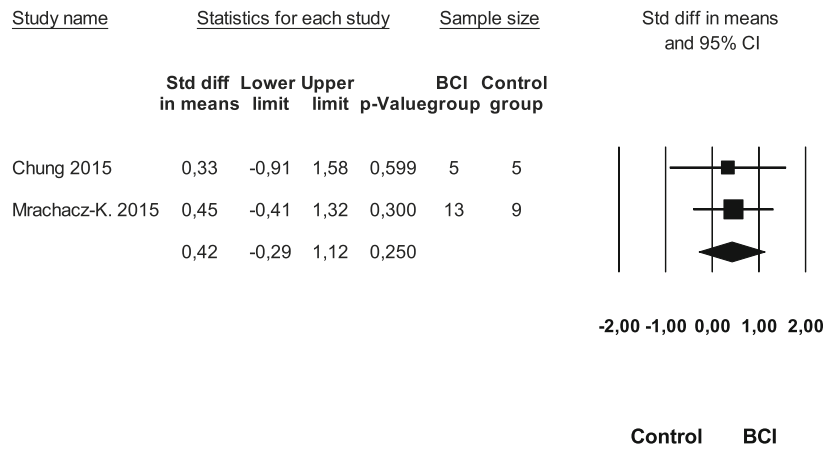 Study name Statistics for each study Sample size Std diff in means
and 95% CI
Std diff Lower Upper BCI Control
in means limit limit p-Value group group
Chung 2015 0,33 -0,91 1,58 0,599 5 5
Mrachacz-K. 2015 0,45 -0,41 1,32 0,300 13 9
0,42 -0,29 1,12 0,250
-2,00 -1,00 0,00 1,00 2,00
Control BCI